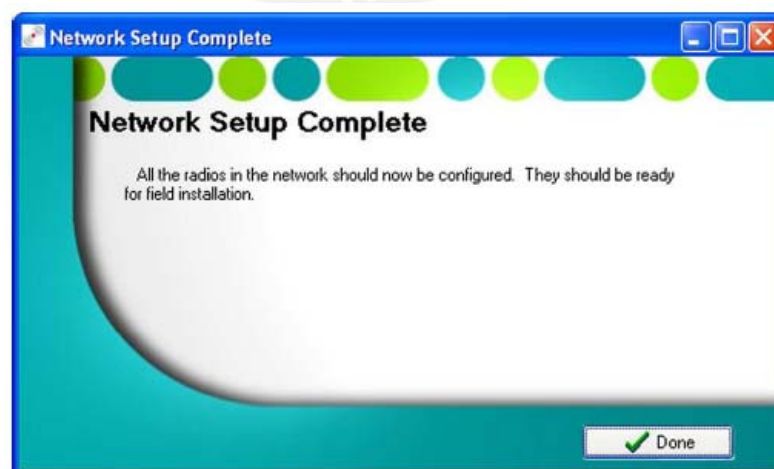 Network Setup Complete
Network Setup Complete
All the radios in the network should now be configured.  They should be ready
for field installation.
Done